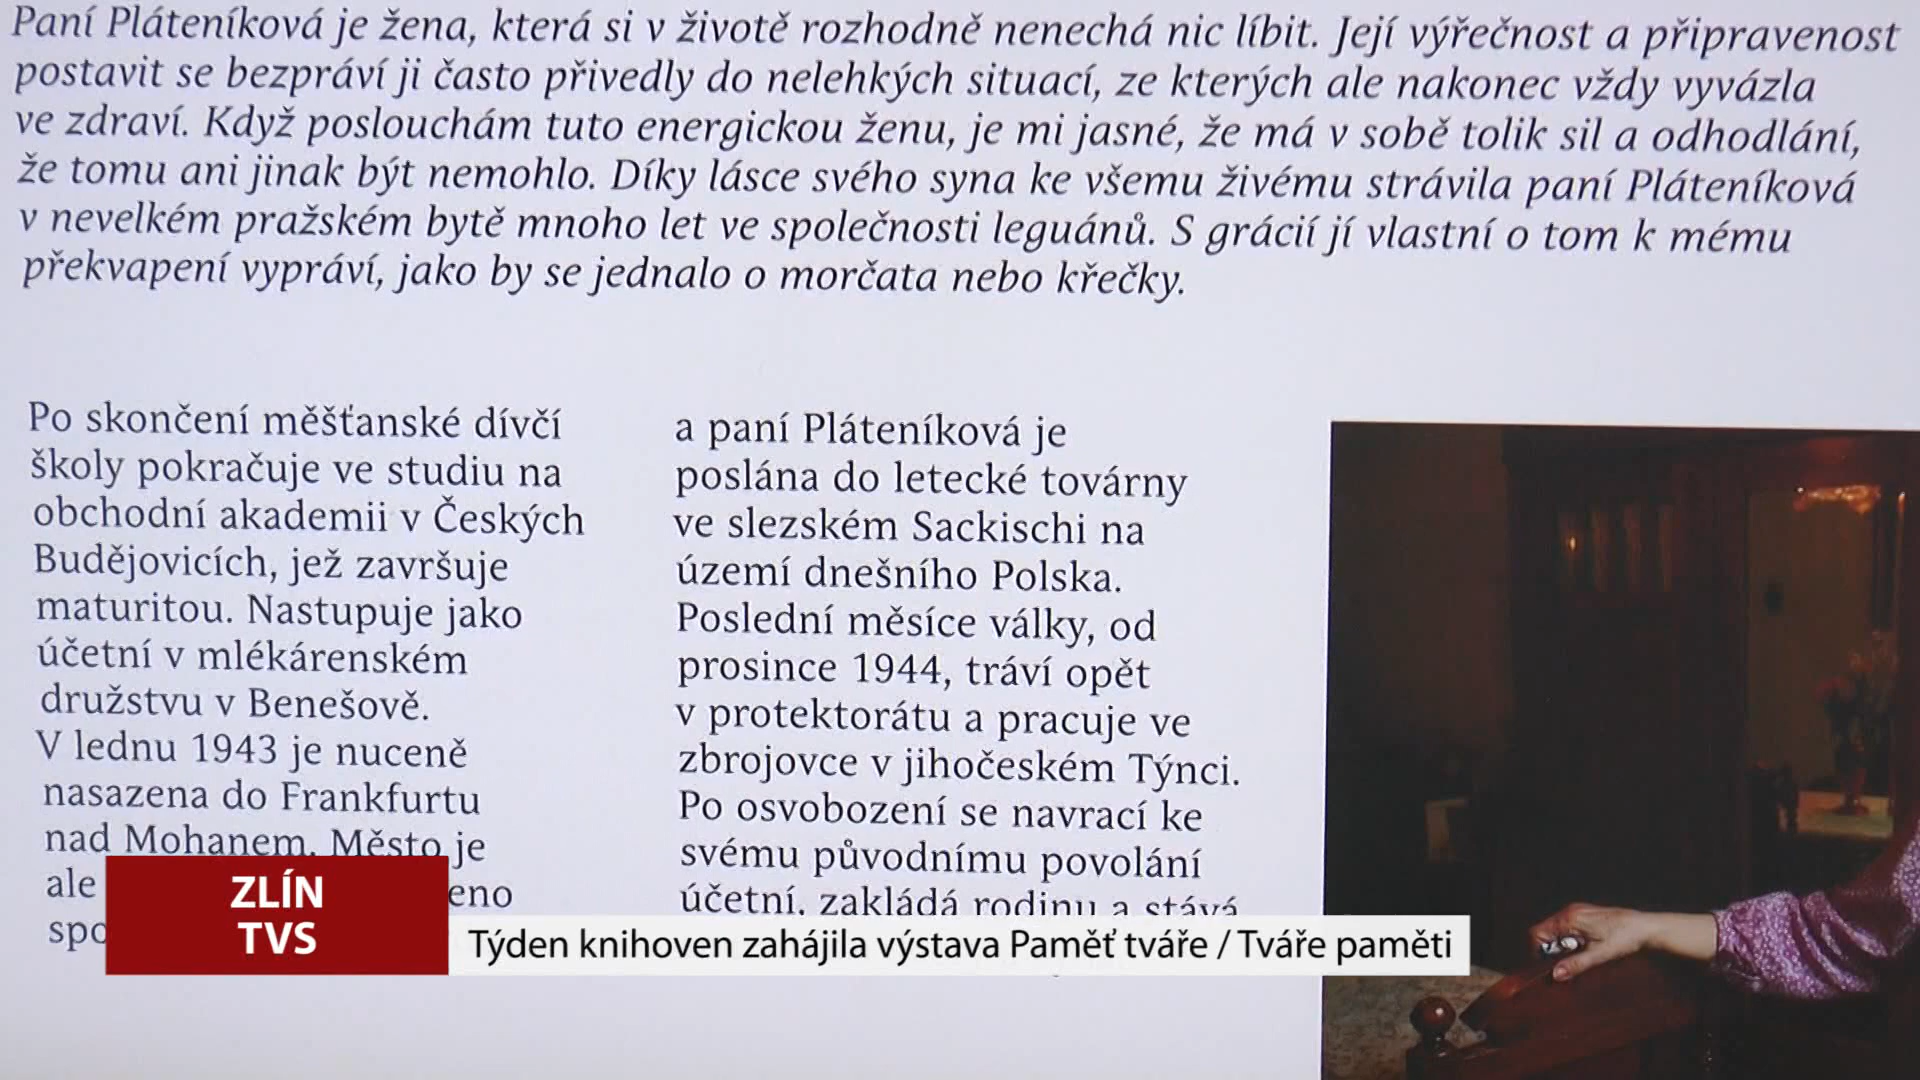 Paní Pláteníková je žena, která si v životě rozhodně nenechá nic líbit. Její výřečnost a připravenost
postavit se bezpráví ji často přivedly do nelehkých situací, ze kterých ale nakonec vždy vyvázla
ve zdraví. Když poslouchám tuto energickou ženu, je mi jasné, že má v sobě tolik sil a odhodlání,
že tomu ani jinak být nemohlo. Díky lásce svého syna ke všemu živému strávila paní Pláteníková
v nevelkém pražském bytě mnoho let ve společnosti leguánů. S grácií jí vlastní o tom k mému
překvapení vypráví, jako by se jednalo o morčata nebo křečky.
Po skončení měšťanské dívčí
školy pokračuje ve studiu na
obchodní akademii v Českých
Budějovicích, jež završuje
maturitou. Nastupuje jako
účetní v mlékárenském
družstvu v Benešově.
V lednu 1943 je nuceně
nasazena do Frankfurtu
nad Mohanem. Město je
ale
a paní Pláteníková je
poslána do letecké továrny
ve slezském Sackischi na
území dnešního Polska.
Poslední měsíce války, od
prosince 1944, tráví opět
v protektorátu a pracuje ve
zbrojovce v jihočeském Týnci.
Po osvobození se navrací ke
svému původnímu povolání
účetní, zakládá rodinu a stává
ZLÍN
TVS
Týden knihoven zahájila výstava Paměť tváře / Tváře paměti